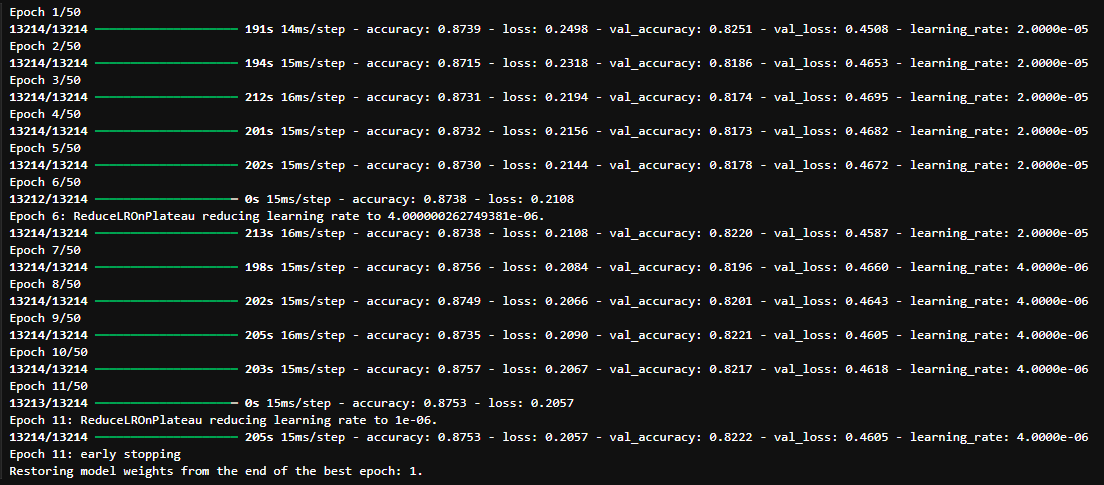 Epoch 1/50
13214/13214 ━━━━━━━━━━━━━━━━━━━━ 191s 14ms/step - accuracy: 0.8739 - loss: 0.2498 - val_accuracy: 0.8251 - val_loss: 0.4508 - learning_rate: 2.0000e-05
Epoch 2/50
13214/13214 ━━━━━━━━━━━━━━━━━━━━ 194s 15ms/step - accuracy: 0.8715 - loss: 0.2318 - val_accuracy: 0.8186 - val_loss: 0.4653 - learning_rate: 2.0000e-05
Epoch 3/50
13214/13214 ━━━━━━━━━━━━━━━━━━━━ 212s 16ms/step - accuracy: 0.8731 - loss: 0.2194 - val_accuracy: 0.8174 - val_loss: 0.4695 - learning_rate: 2.0000e-05
Epoch 4/50
13214/13214 ━━━━━━━━━━━━━━━━━━━━ 201s 15ms/step - accuracy: 0.8732 - loss: 0.2156 - val_accuracy: 0.8173 - val_loss: 0.4682 - learning_rate: 2.0000e-05
Epoch 5/50
13214/13214 ━━━━━━━━━━━━━━━━━━━━ 202s 15ms/step - accuracy: 0.8730 - loss: 0.2144 - val_accuracy: 0.8178 - val_loss: 0.4672 - learning_rate: 2.0000e-05
Epoch 6/50
13212/13214 ━━━━━━━━━━━━━━━━━━━━ 0s 15ms/step - accuracy: 0.8738 - loss: 0.2108
Epoch 6: ReduceLROnPlateau reducing learning rate to 4.000000262749381e-06.
13214/13214 ━━━━━━━━━━━━━━━━━━━━ 213s 16ms/step - accuracy: 0.8738 - loss: 0.2108 - val_accuracy: 0.8220 - val_loss: 0.4587 - learning_rate: 2.0000e-05
Epoch 7/50
13214/13214 ━━━━━━━━━━━━━━━━━━━━ 198s 15ms/step - accuracy: 0.8756 - loss: 0.2084 - val_accuracy: 0.8196 - val_loss: 0.4660 - learning_rate: 4.0000e-06
Epoch 8/50
13214/13214 ━━━━━━━━━━━━━━━━━━━━ 202s 15ms/step - accuracy: 0.8749 - loss: 0.2066 - val_accuracy: 0.8201 - val_loss: 0.4643 - learning_rate: 4.0000e-06
Epoch 9/50
13214/13214 ━━━━━━━━━━━━━━━━━━━━ 205s 16ms/step - accuracy: 0.8735 - loss: 0.2090 - val_accuracy: 0.8221 - val_loss: 0.4605 - learning_rate: 4.0000e-06
Epoch 10/50
13214/13214 ━━━━━━━━━━━━━━━━━━━━ 203s 15ms/step - accuracy: 0.8757 - loss: 0.2067 - val_accuracy: 0.8217 - val_loss: 0.4618 - learning_rate: 4.0000e-06
Epoch 11/50
13213/13214 ━━━━━━━━━━━━━━━━━━━━ 0s 15ms/step - accuracy: 0.8753 - loss: 0.2057
Epoch 11: ReduceLROnPlateau reducing learning rate to 1e-06.
13214/13214 ━━━━━━━━━━━━━━━━━━━━ 205s 15ms/step - accuracy: 0.8753 - loss: 0.2057 - val_accuracy: 0.8222 - val_loss: 0.4605 - learning_rate: 4.0000e-06
Epoch 11: early stopping
Restoring model weights from the end of the best epoch: 1.